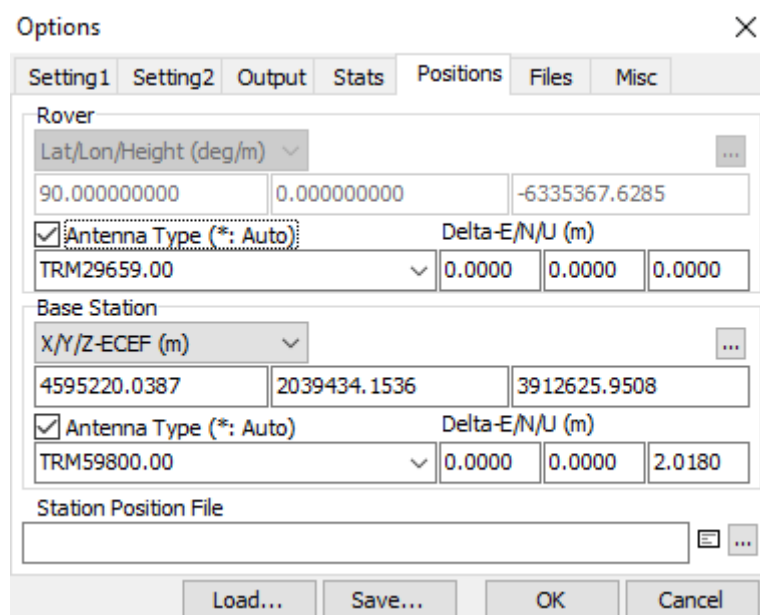 Options
Setting1 Setting2 Output Stats Positions Files Misc
Rover
Lat/Lon/Height (deg/m)
...
90.000000000 0.000000000 -6335367.6285
Antenna Type (*: Auto) Delta-E/N/U (m)
TRM29659.00 0.0000 0.0000 0.0000
Base Station
X/Y/Z-ECEF (m)
...
4595220.0387 2039434.1536 3912625.9508
Antenna Type (*: Auto) Delta-E/N/U (m)
TRM59800.00 0.0000 0.0000 2.0180
Station Position File
...
Load... Save... OK Cancel